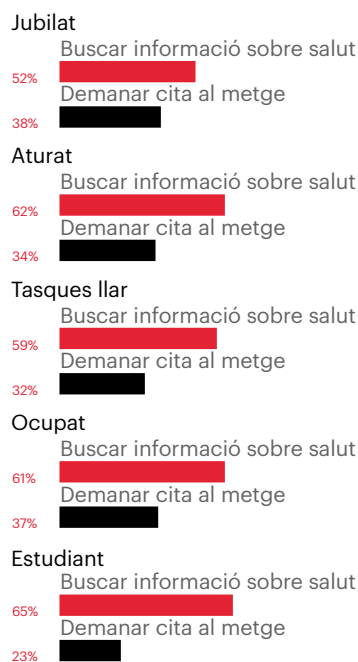 Jubilat
Buscar informació sobre salut
52%
Demanar cita al metge
38%
Aturat
Buscar informació sobre salut
62%
Demanar cita al metge
34%
Tasques llar
Buscar informació sobre salut
59%
Demanar cita al metge
32%
Ocupat
Buscar informació sobre salut
61%
Demanar cita al metge
37%
Estudiant
Buscar informació sobre salut
65%
Demanar cita al metge
23%